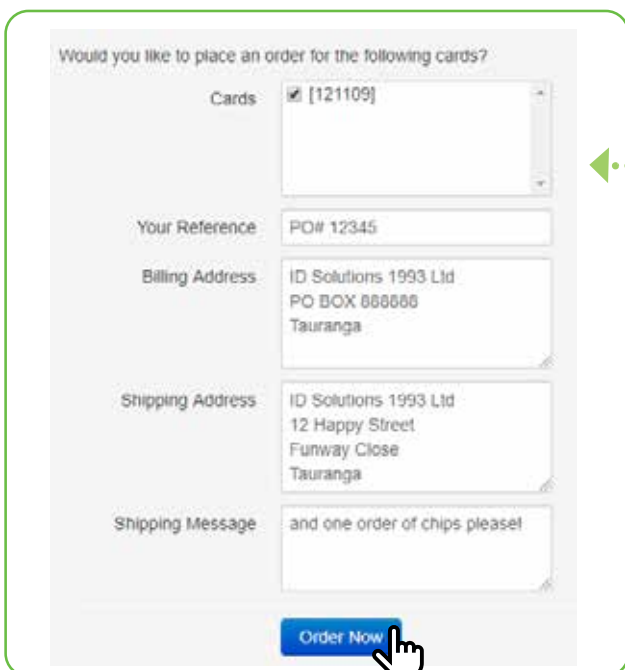 Would you like to place an order for the following cards?
Cards
[121109]
Your Reference
PO# 12345
Billing Address
ID Solutions 1993 Ltd
PO BOX 888888
Tauranga
Shipping Address
ID Solutions 1993 Ltd
12 Happy Street
Funway Close
Tauranga
Shipping Message
and one order of chips please!
Order Now